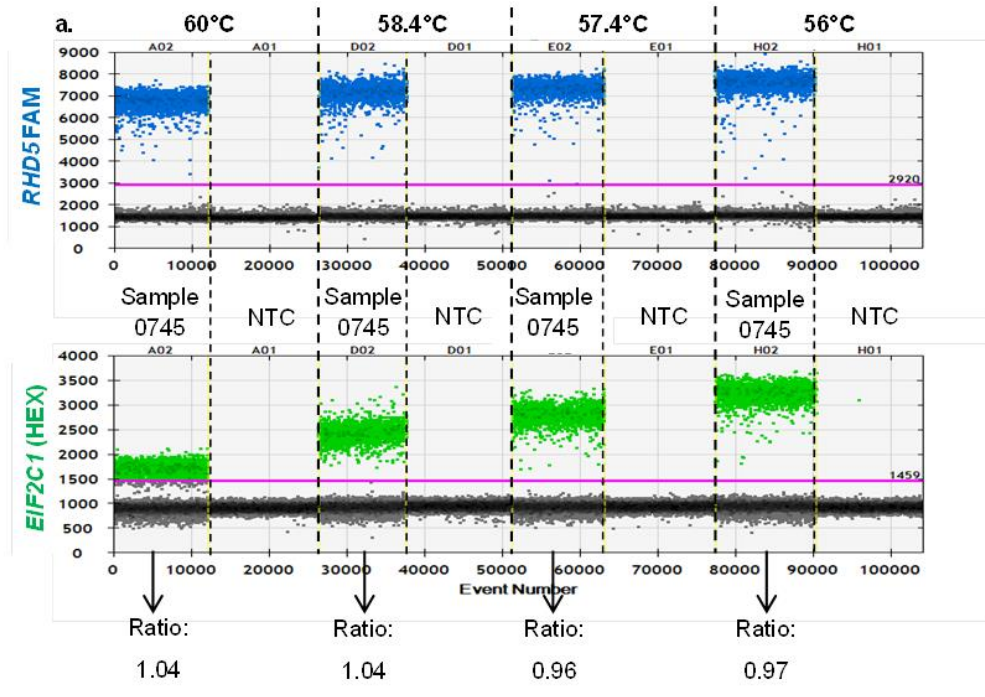 a.
60°C 58.4°C 57.4°C 56°C
A02 A01 D02 D01 E02 E01 H02 H01
RHD5FAM
9000
8000
7000
6000
5000
4000
3000
2000
1000
0
2920
0 10000 20000 30000 40000 50000 60000 70000 80000 90000 100000
Sample 0745 NTC Sample 0745 NTC Sample 0745 NTC Sample 0745 NTC
A02 A01 D02 D01 E01 H02 H01
EIF2C1 (HEX)
4000
3500
3000
2500
2000
1500
1000
500
0
1459
0 10000 20000 30000 40000 50000 60000 70000 80000 90000 100000
Event Number
Ratio: Ratio: Ratio: Ratio:
1.04 1.04 0.96 0.97